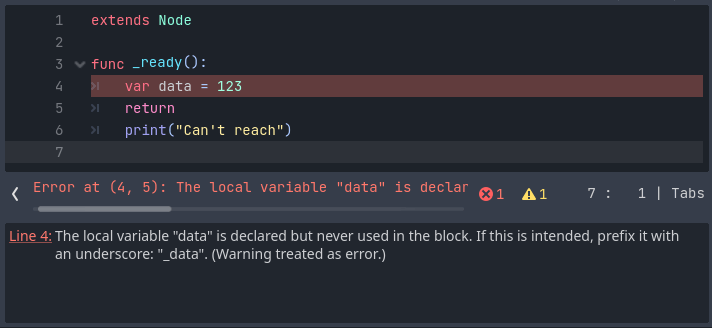 1 extends Node
2
3 func _ready():
4 var data = 123
5 return
6 print("Can't reach")
7
Error at (4, 5): The local variable "data" is declar 1 1 7 : 1 | Tabs
Line 4: The local variable "data" is declared but never used in the block. If this is intended, prefix it with
an underscore: "_data". (Warning treated as error.)